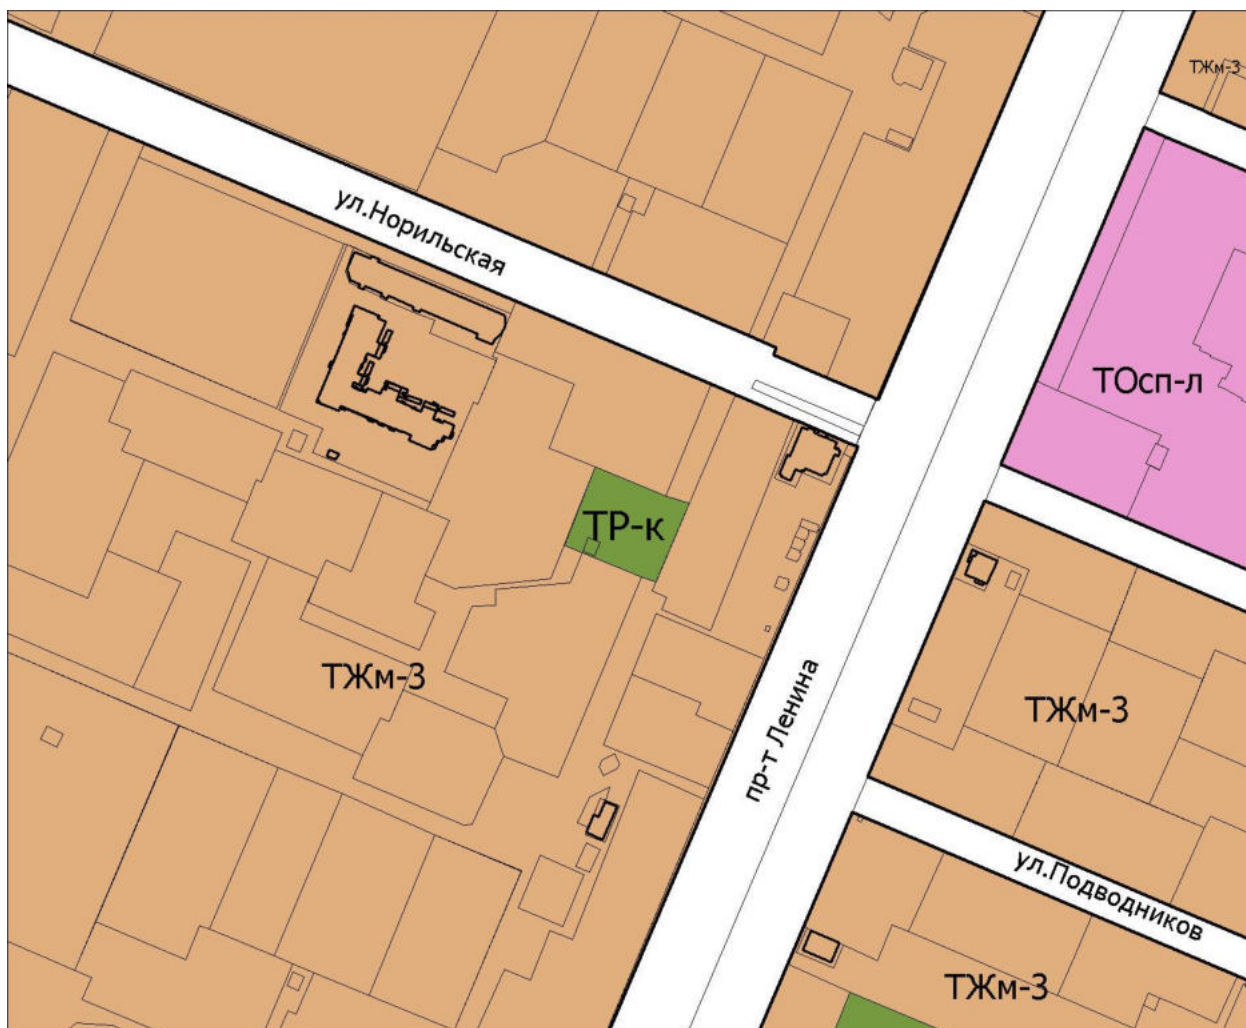 ТЖм-3
ул.Норильская
ТОсп-л
ТР-к
ТЖм-3
ТЖм-3
пр-т Ленина
ул.Подводников
ТЖм-3